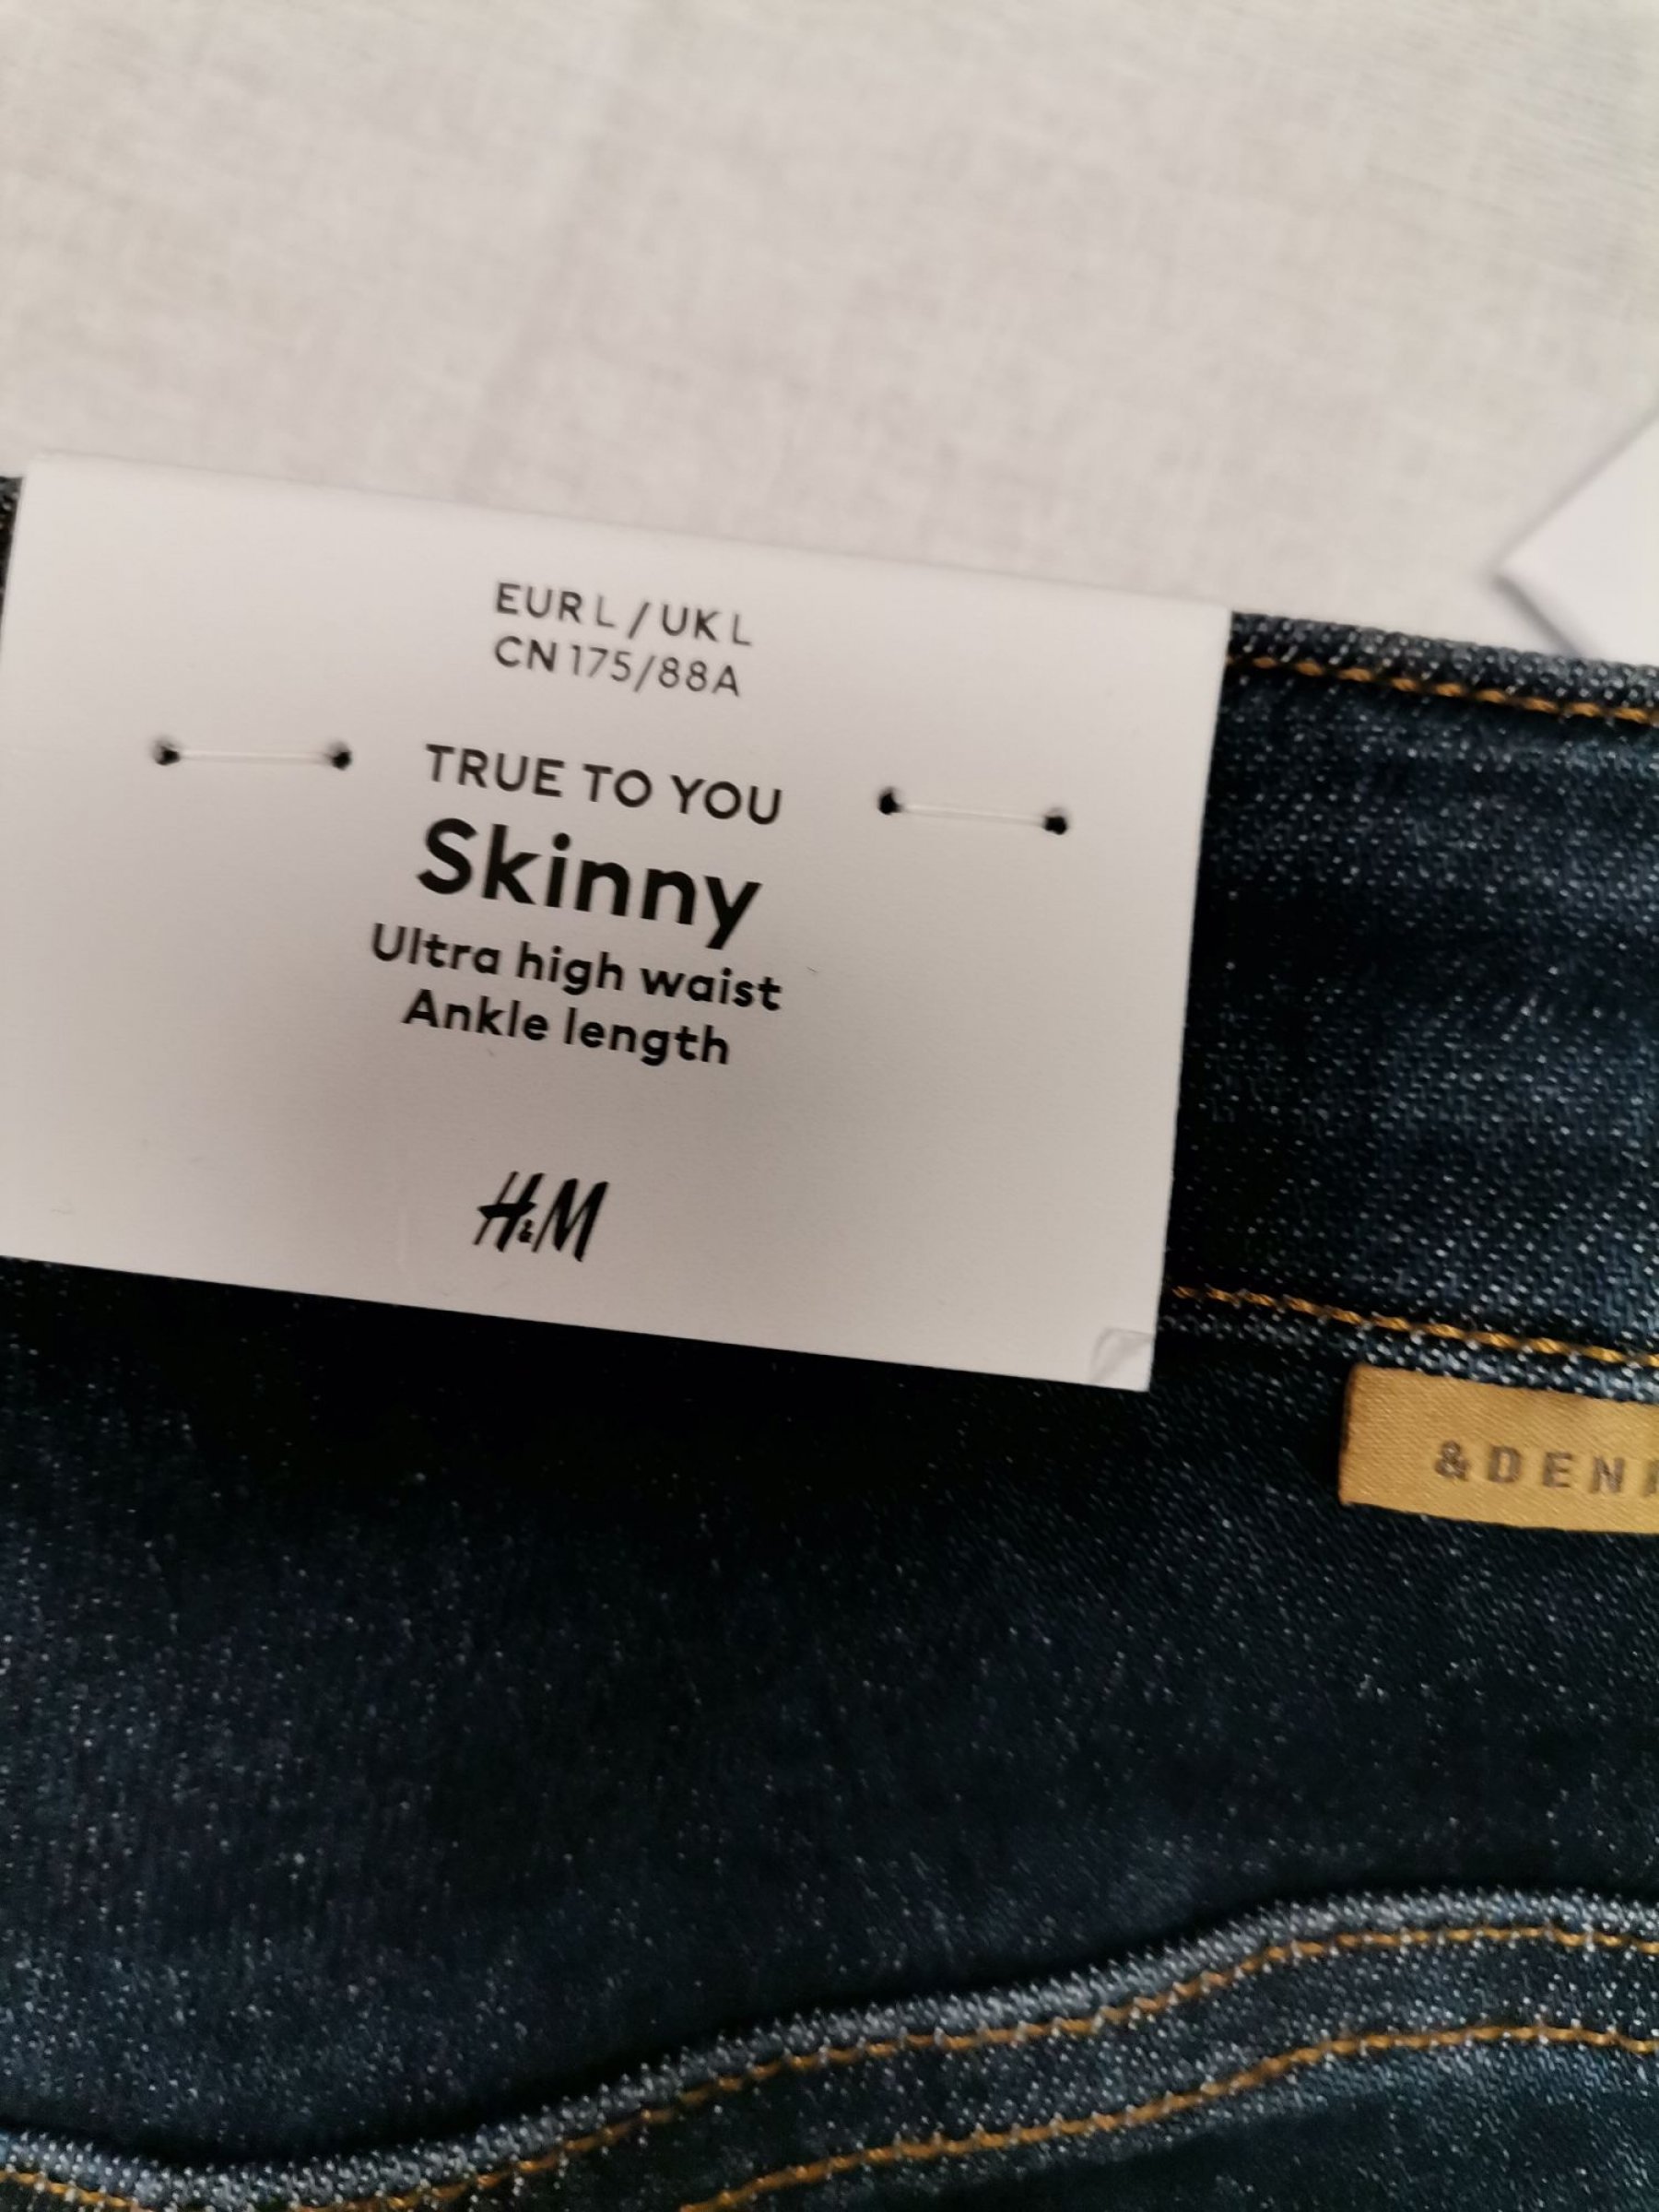 EUR L / UK L
CN 175/88A
TRUE TO YOU
Skinny
Ultra high waist
Ankle length
H&M